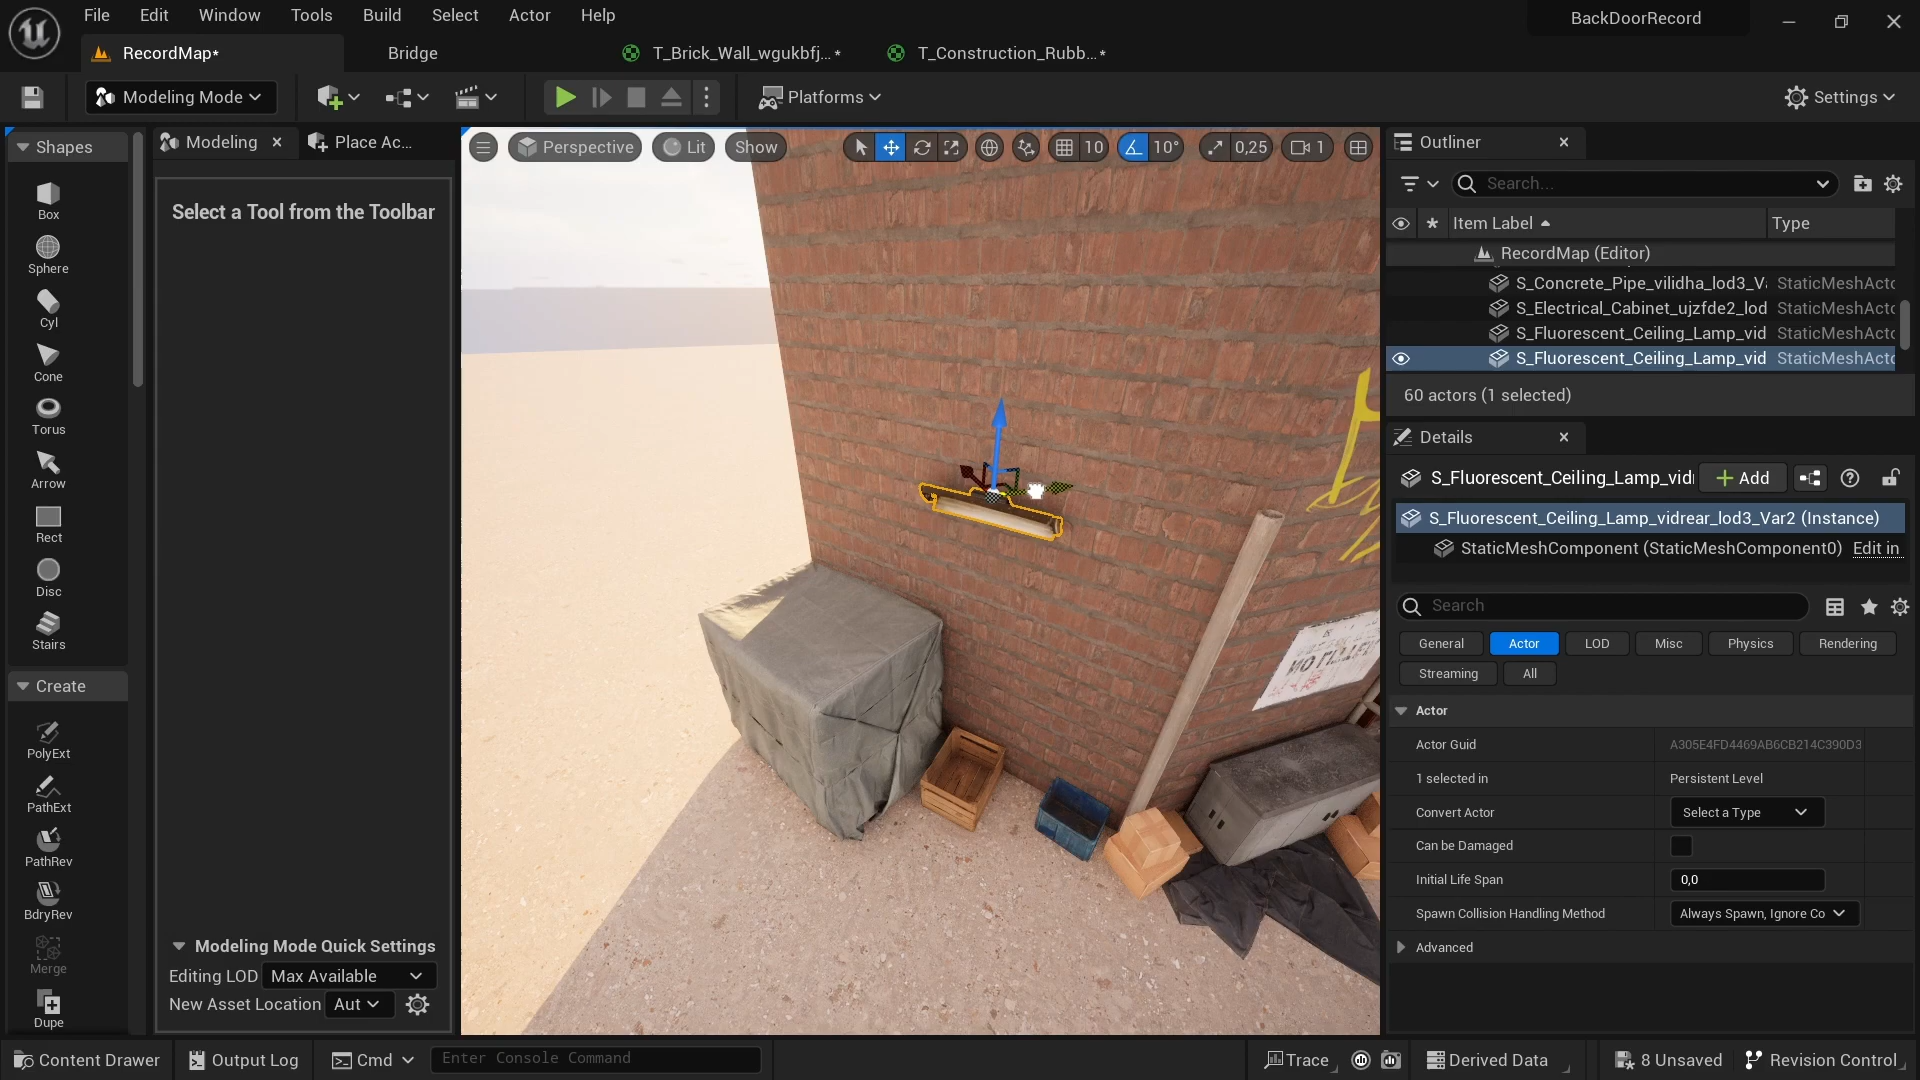 File Edit Window Tools Build Select Actor Help
BackDoorRecord
RecordMap*
Bridge
T_Brick_Wall_wgukbfj...*
T_Construction_Rubb...*
Modeling Mode
Platforms
Settings
Shapes
Box
Sphere
Cyl
Cone
Torus
Arrow
Rect
Disc
Stairs
Create
PolyExt
PathExt
PathRev
BdryRev
Merge
Dupe
Modeling
Place Ac...
Select a Tool from the Toolbar
Modeling Mode Quick Settings
Editing LOD Max Available
New Asset Location Aut
Perspective Lit Show
10 10° 0,25 1
Outliner
Search...
Item Label Type
RecordMap (Editor)
S_Concrete_Pipe_vilidha_lod3_Va StaticMeshActo
S_Electrical_Cabinet_ujzfde2_lod StaticMeshActo
S_Fluorescent_Ceiling_Lamp_vid StaticMeshActo
S_Fluorescent_Ceiling_Lamp_vid StaticMeshActo
60 actors (1 selected)
Details
S_Fluorescent_Ceiling_Lamp_vidr Add
S_Fluorescent_Ceiling_Lamp_vidrear_lod3_Var2 (Instance)
StaticMeshComponent (StaticMeshComponent0) Edit in
Search
General Actor LOD Misc Physics Rendering
Streaming All
Actor
Actor Guid A305E4FD4469AB6CB214C390D3
1 selected in Persistent Level
Convert Actor Select a Type
Can be Damaged
Initial Life Span 0,0
Spawn Collision Handling Method Always Spawn, Ignore Co
Advanced
Content Drawer Output Log Cmd Enter Console Command Trace Derived Data 8 Unsaved Revision Control